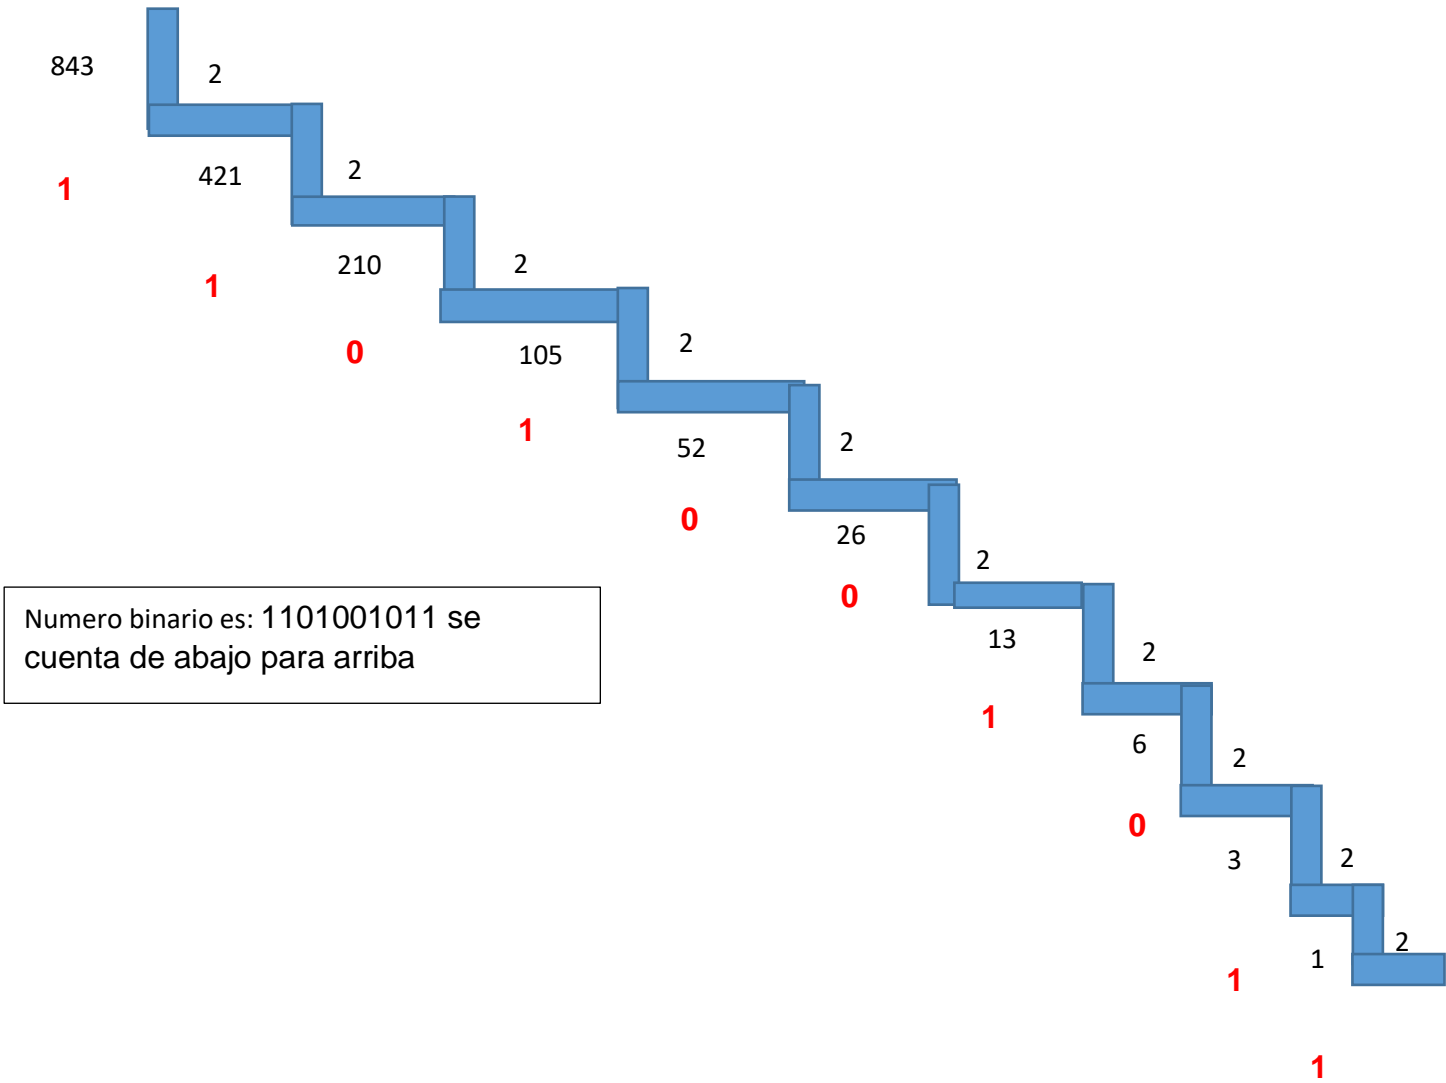 843 2
1 421 2
1 210 2
0 105 2
1 52 2
0 26 2
0 13 2
1 6 2
0 3 2
1 1 2
1
Numero binario es: 1101001011 se
cuenta de abajo para arriba